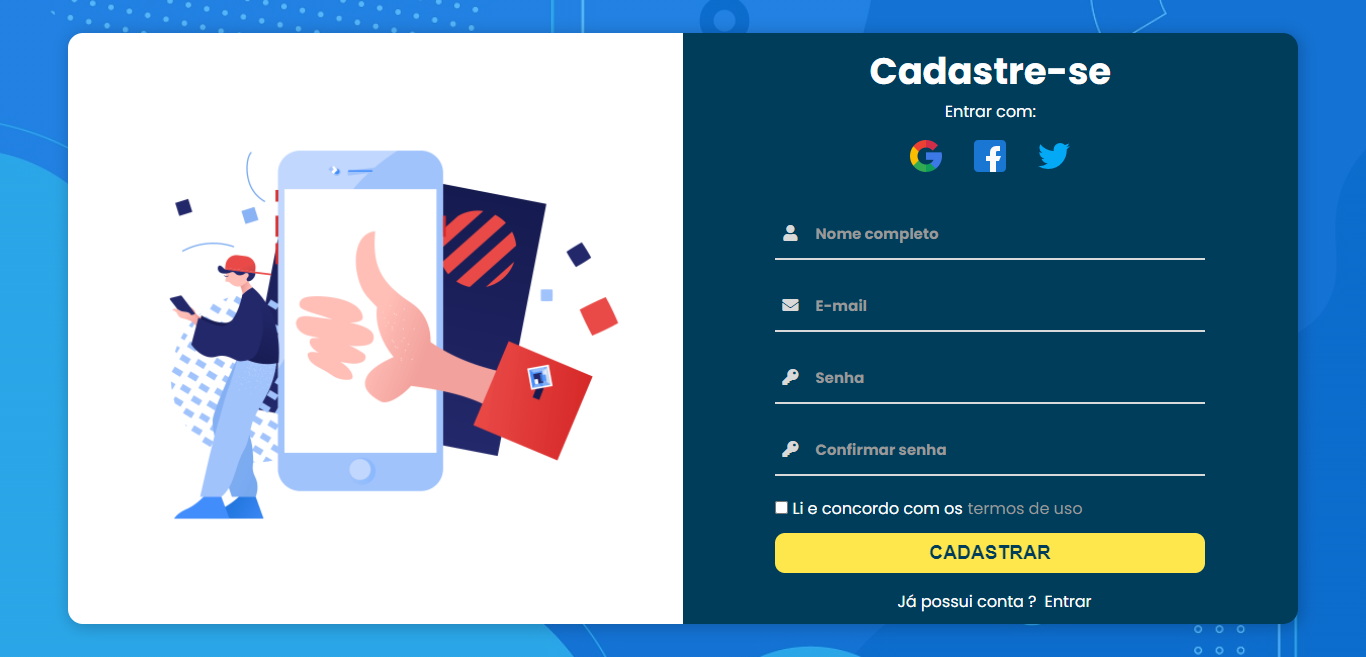 Cadastre-se
Entrar com:
Nome completo
E-mail
Senha
Confirmar senha
Li e concordo com os termos de uso
CADASTRAR
Já possui conta ? Entrar